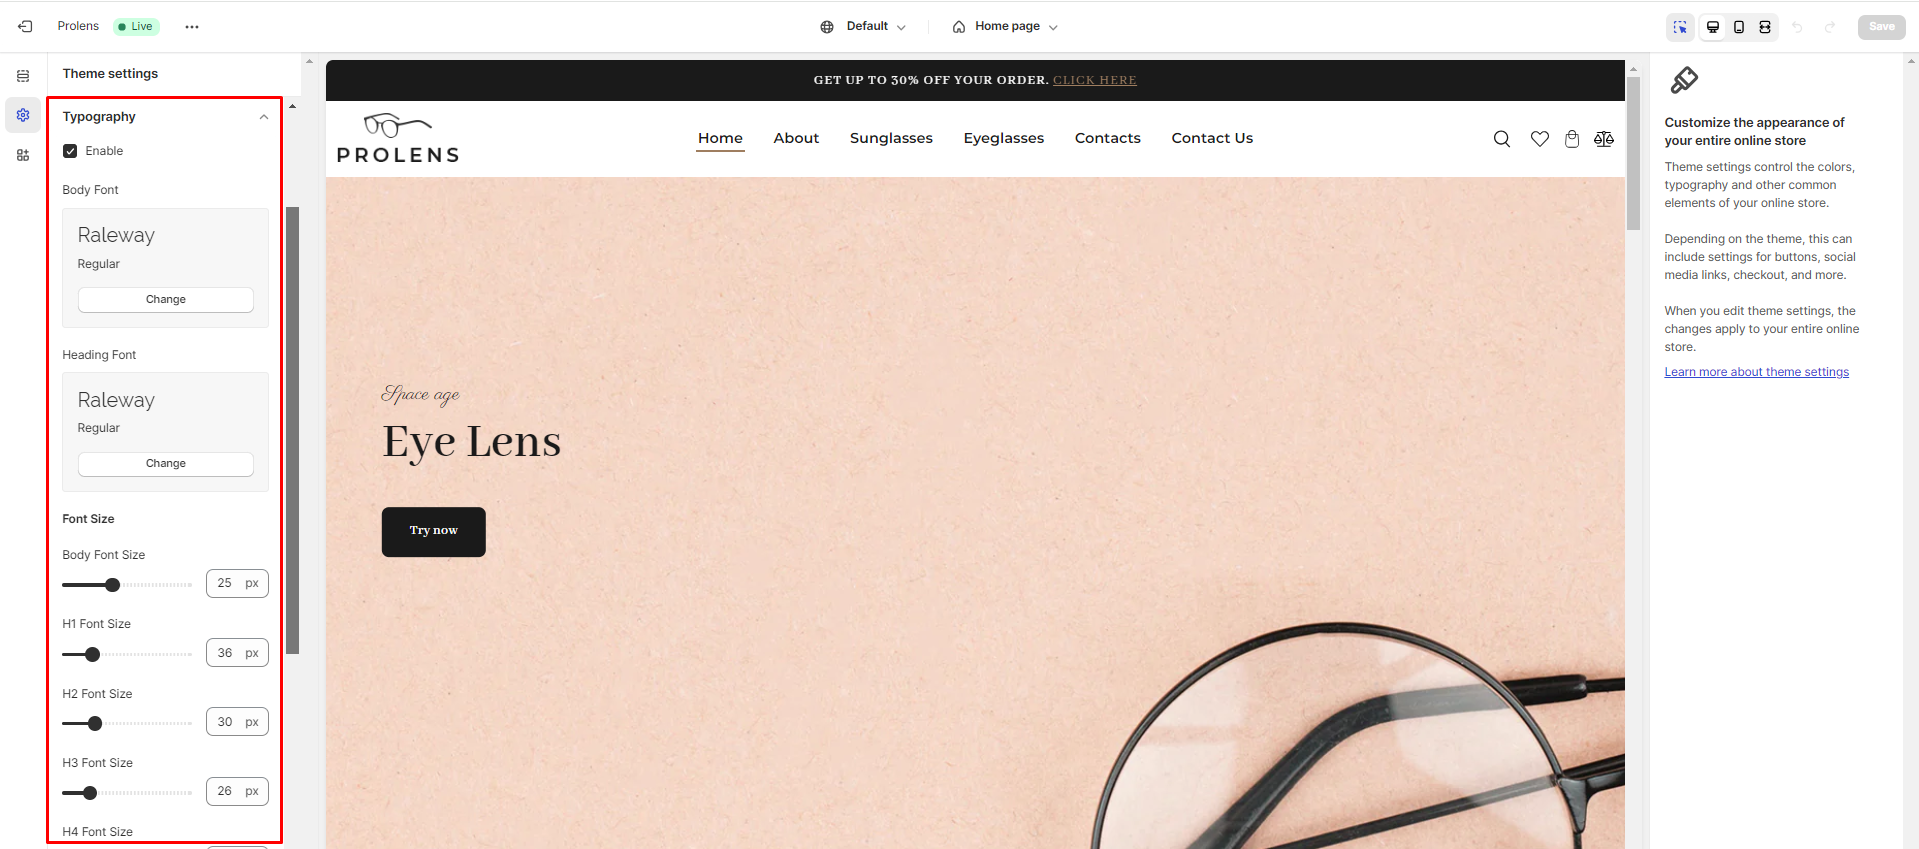 Prolens
Live
Default
Home page
Save
Theme settings
Typography
Enable
Body Font
Raleway
Regular
Change
Heading Font
Raleway
Regular
Change
Font Size
Body Font Size
25 px
H1 Font Size
36 px
H2 Font Size
30 px
H3 Font Size
26 px
H4 Font Size
GET UP TO 30% OFF YOUR ORDER. CLICK HERE
PROLENS
Home About Sunglasses Eyeglasses Contacts Contact Us
Space age
Eye Lens
Try now
Customize the appearance of
your entire online store
Theme settings control the colors,
typography and other common
elements of your online store.
Depending on the theme, this can
include settings for buttons, social
media links, checkout, and more.
When you edit theme settings, the
changes apply to your entire online
store.
Learn more about theme settings